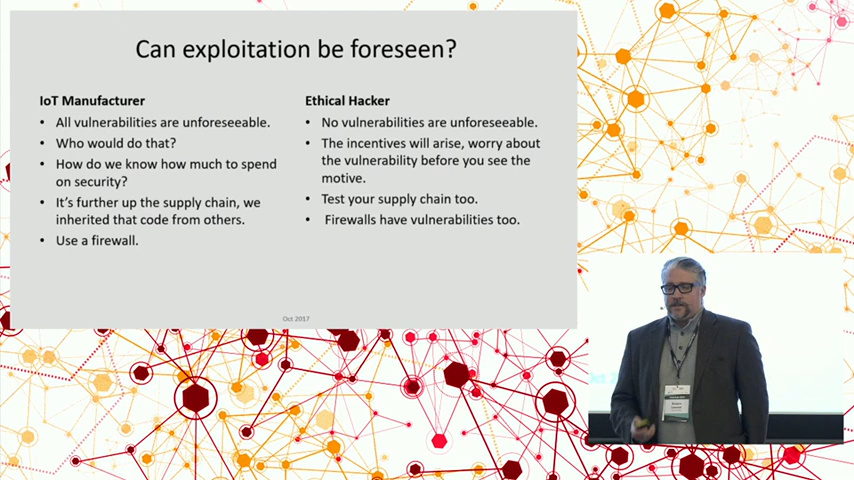 Can exploitation be foreseen?
IoT Manufacturer
• All vulnerabilities are unforeseeable.
• Who would do that?
• How do we know how much to spend
on security?
• It's further up the supply chain, we
inherited that code from others.
• Use a firewall.
Ethical Hacker
• No vulnerabilities are unforeseeable.
• The incentives will arise, worry about
the vulnerability before you see the
motive.
• Test your supply chain too.
• Firewalls have vulnerabilities too.
Oct 2017